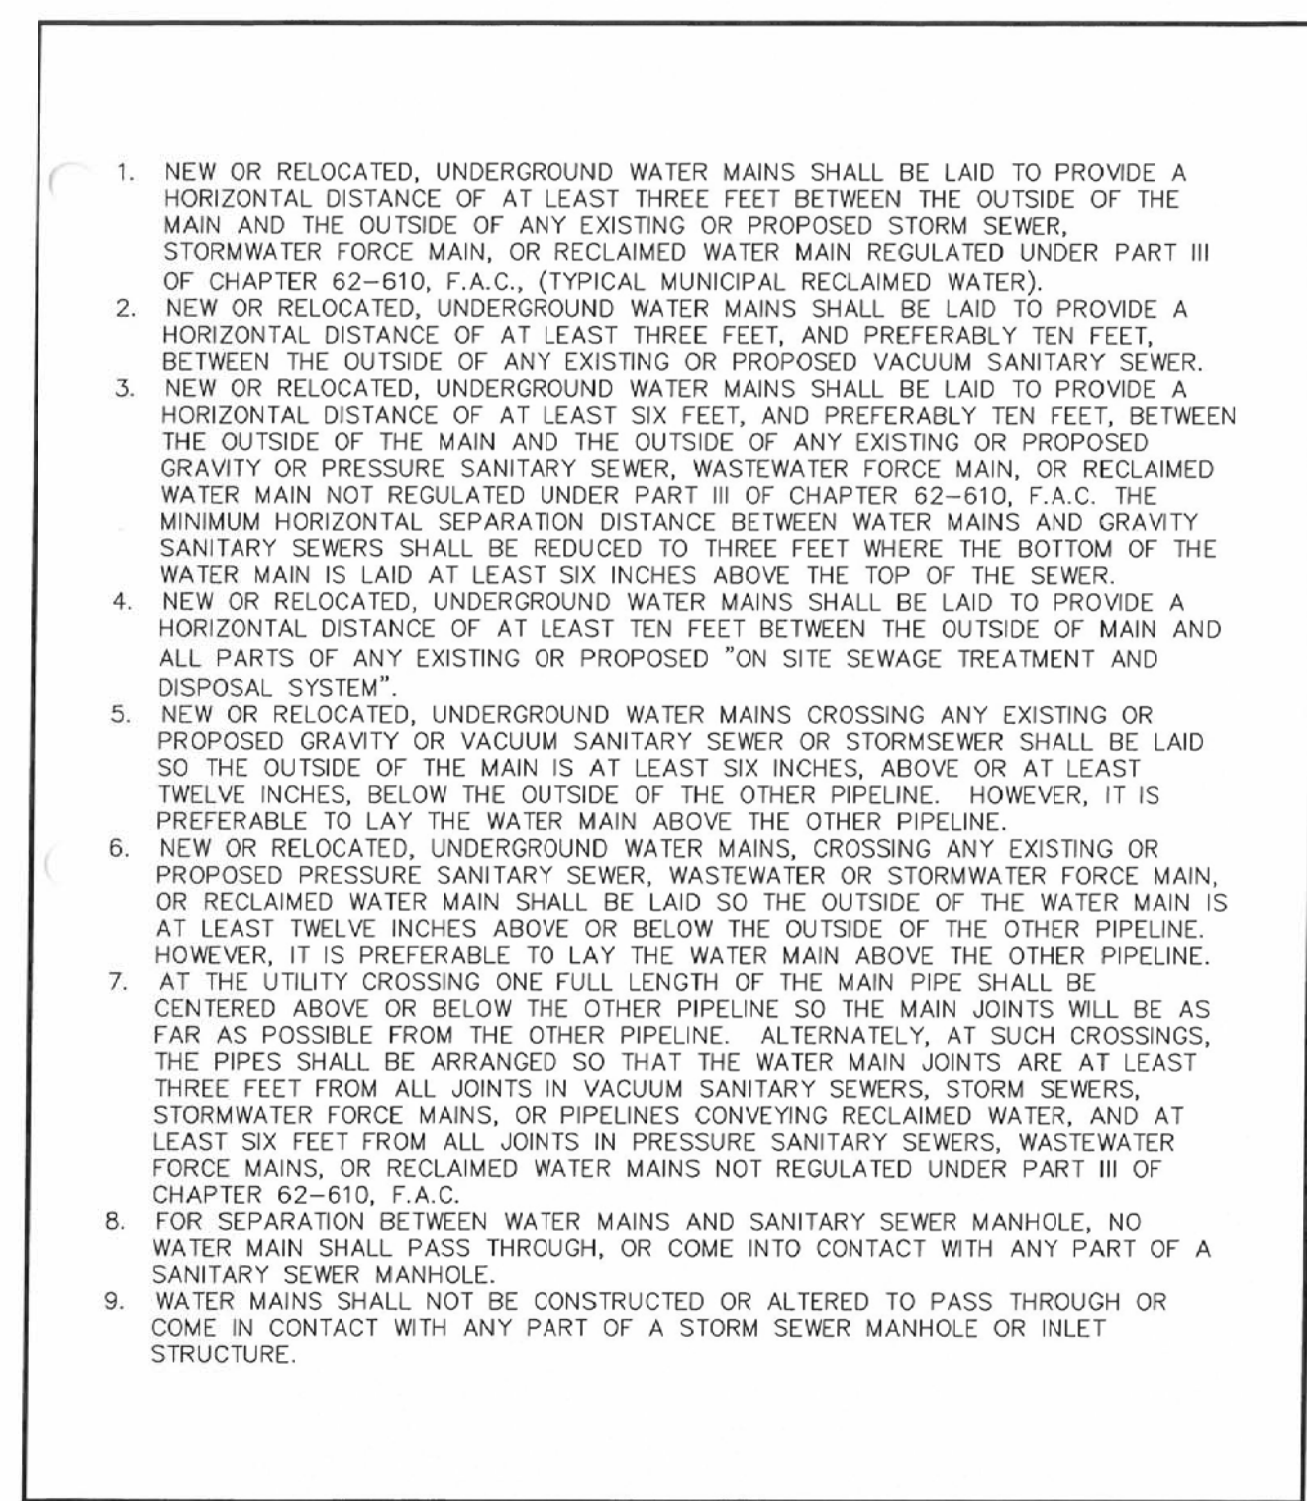 1. NEW OR RELOCATED, UNDERGROUND WATER MAINS SHALL BE LAID TO PROVIDE A
HORIZONTAL DISTANCE OF AT LEAST THREE FEET BETWEEN THE OUTSIDE OF THE
MAIN AND THE OUTSIDE OF ANY EXISTING OR PROPOSED STORM SEWER,
STORMWATER FORCE MAIN, OR RECLAIMED WATER MAIN REGULATED UNDER PART III
OF CHAPTER 62-610, F.A.C., (TYPICAL MUNICIPAL RECLAIMED WATER).
2. NEW OR RELOCATED, UNDERGROUND WATER MAINS SHALL BE LAID TO PROVIDE A
HORIZONTAL DISTANCE OF AT LEAST THREE FEET, AND PREFERABLY TEN FEET,
BETWEEN THE OUTSIDE OF ANY EXISTING OR PROPOSED VACUUM SANITARY SEWER.
3. NEW OR RELOCATED, UNDERGROUND WATER MAINS SHALL BE LAID TO PROVIDE A
HORIZONTAL DISTANCE OF AT LEAST SIX FEET, AND PREFERABLY TEN FEET, BETWEEN
THE OUTSIDE OF THE MAIN AND THE OUTSIDE OF ANY EXISTING OR PROPOSED
GRAVITY OR PRESSURE SANITARY SEWER, WASTEWATER FORCE MAIN, OR RECLAIMED
WATER MAIN NOT REGULATED UNDER PART III OF CHAPTER 62-610, F.A.C. THE
MINIMUM HORIZONTAL SEPARATION DISTANCE BETWEEN WATER MAINS AND GRAVITY
SANITARY SEWERS SHALL BE REDUCED TO THREE FEET WHERE THE BOTTOM OF THE
WATER MAIN IS LAID AT LEAST SIX INCHES ABOVE THE TOP OF THE SEWER.
4. NEW OR RELOCATED, UNDERGROUND WATER MAINS SHALL BE LAID TO PROVIDE A
HORIZONTAL DISTANCE OF AT LEAST TEN FEET BETWEEN THE OUTSIDE OF MAIN AND
ALL PARTS OF ANY EXISTING OR PROPOSED "ON SITE SEWAGE TREATMENT AND
DISPOSAL SYSTEM".
5. NEW OR RELOCATED, UNDERGROUND WATER MAINS CROSSING ANY EXISTING OR
PROPOSED GRAVITY OR VACUUM SANITARY SEWER OR STORMSEWER SHALL BE LAID
SO THE OUTSIDE OF THE MAIN IS AT LEAST SIX INCHES, ABOVE OR AT LEAST
TWELVE INCHES, BELOW THE OUTSIDE OF THE OTHER PIPELINE. HOWEVER, IT IS
PREFERABLE TO LAY THE WATER MAIN ABOVE THE OTHER PIPELINE.
6. NEW OR RELOCATED, UNDERGROUND WATER MAINS, CROSSING ANY EXISTING OR
PROPOSED PRESSURE SANITARY SEWER, WASTEWATER OR STORMWATER FORCE MAIN,
OR RECLAIMED WATER MAIN SHALL BE LAID SO THE OUTSIDE OF THE WATER MAIN IS
AT LEAST TWELVE INCHES ABOVE OR BELOW THE OUTSIDE OF THE OTHER PIPELINE.
HOWEVER, IT IS PREFERABLE TO LAY THE WATER MAIN ABOVE THE OTHER PIPELINE.
7. AT THE UTILITY CROSSING ONE FULL LENGTH OF THE MAIN PIPE SHALL BE
CENTERED ABOVE OR BELOW THE OTHER PIPELINE SO THE MAIN JOINTS WILL BE AS
FAR AS POSSIBLE FROM THE OTHER PIPELINE. ALTERNATELY, AT SUCH CROSSINGS,
THE PIPES SHALL BE ARRANGED SO THAT THE WATER MAIN JOINTS ARE AT LEAST
THREE FEET FROM ALL JOINTS IN VACUUM SANITARY SEWERS, STORM SEWERS,
STORMWATER FORCE MAINS, OR PIPELINES CONVEYING RECLAIMED WATER, AND AT
LEAST SIX FEET FROM ALL JOINTS IN PRESSURE SANITARY SEWERS, WASTEWATER
FORCE MAINS, OR RECLAIMED WATER MAINS NOT REGULATED UNDER PART III OF
CHAPTER 62-610, F.A.C.
8. FOR SEPARATION BETWEEN WATER MAINS AND SANITARY SEWER MANHOLE, NO
WATER MAIN SHALL PASS THROUGH, OR COME INTO CONTACT WITH ANY PART OF A
SANITARY SEWER MANHOLE.
9. WATER MAINS SHALL NOT BE CONSTRUCTED OR ALTERED TO PASS THROUGH OR
COME IN CONTACT WITH ANY PART OF A STORM SEWER MANHOLE OR INLET
STRUCTURE.